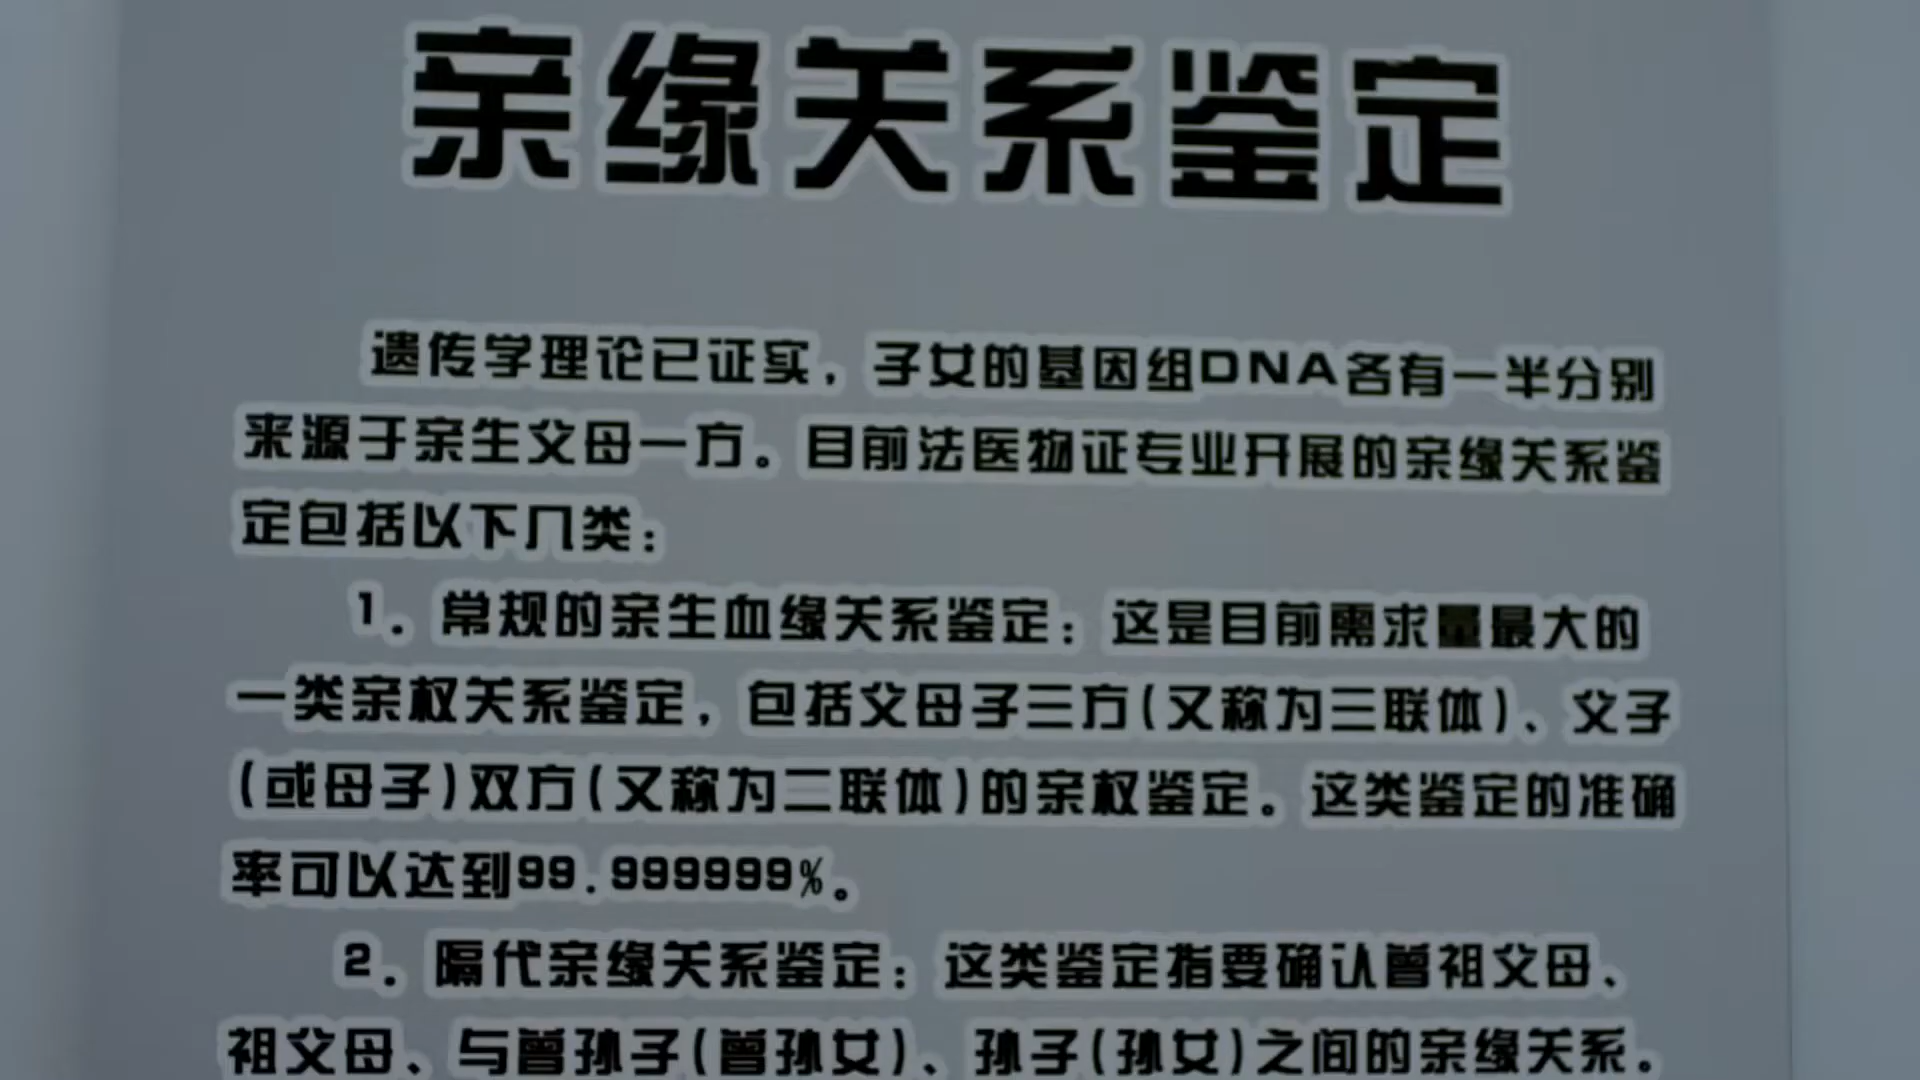 亲缘关系鉴定
遗传学理论已证实，子女的基因组DNA各有一半分别
来源于亲生父母一方。目前法医物证专业开展的亲缘关系鉴
定包括以下几类：
1. 常规的亲生血缘关系鉴定：这是目前需求量最大的
一类亲权关系鉴定，包括父母子三方(又称为三联体)、父子
(或母子)双方(又称为二联体)的亲权鉴定。这类鉴定的准确
率可以达到99.999999%。
2. 隔代亲缘关系鉴定：这类鉴定指要确认曾祖父母、
祖父母、与曾孙子(曾孙女)、孙子(孙女)之间的亲缘关系。